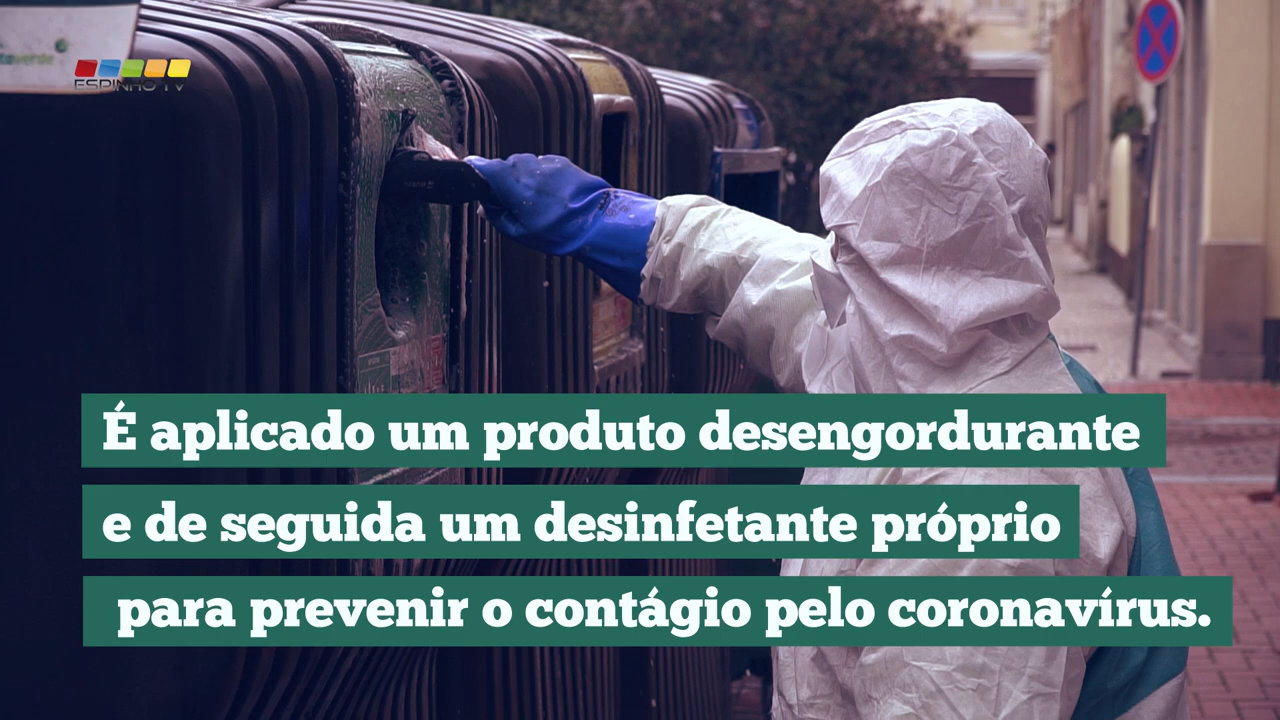 ESPINHO TV
É aplicado um produto desengordurante
e de seguida um desinfetante próprio
para prevenir o contágio pelo coronavírus.